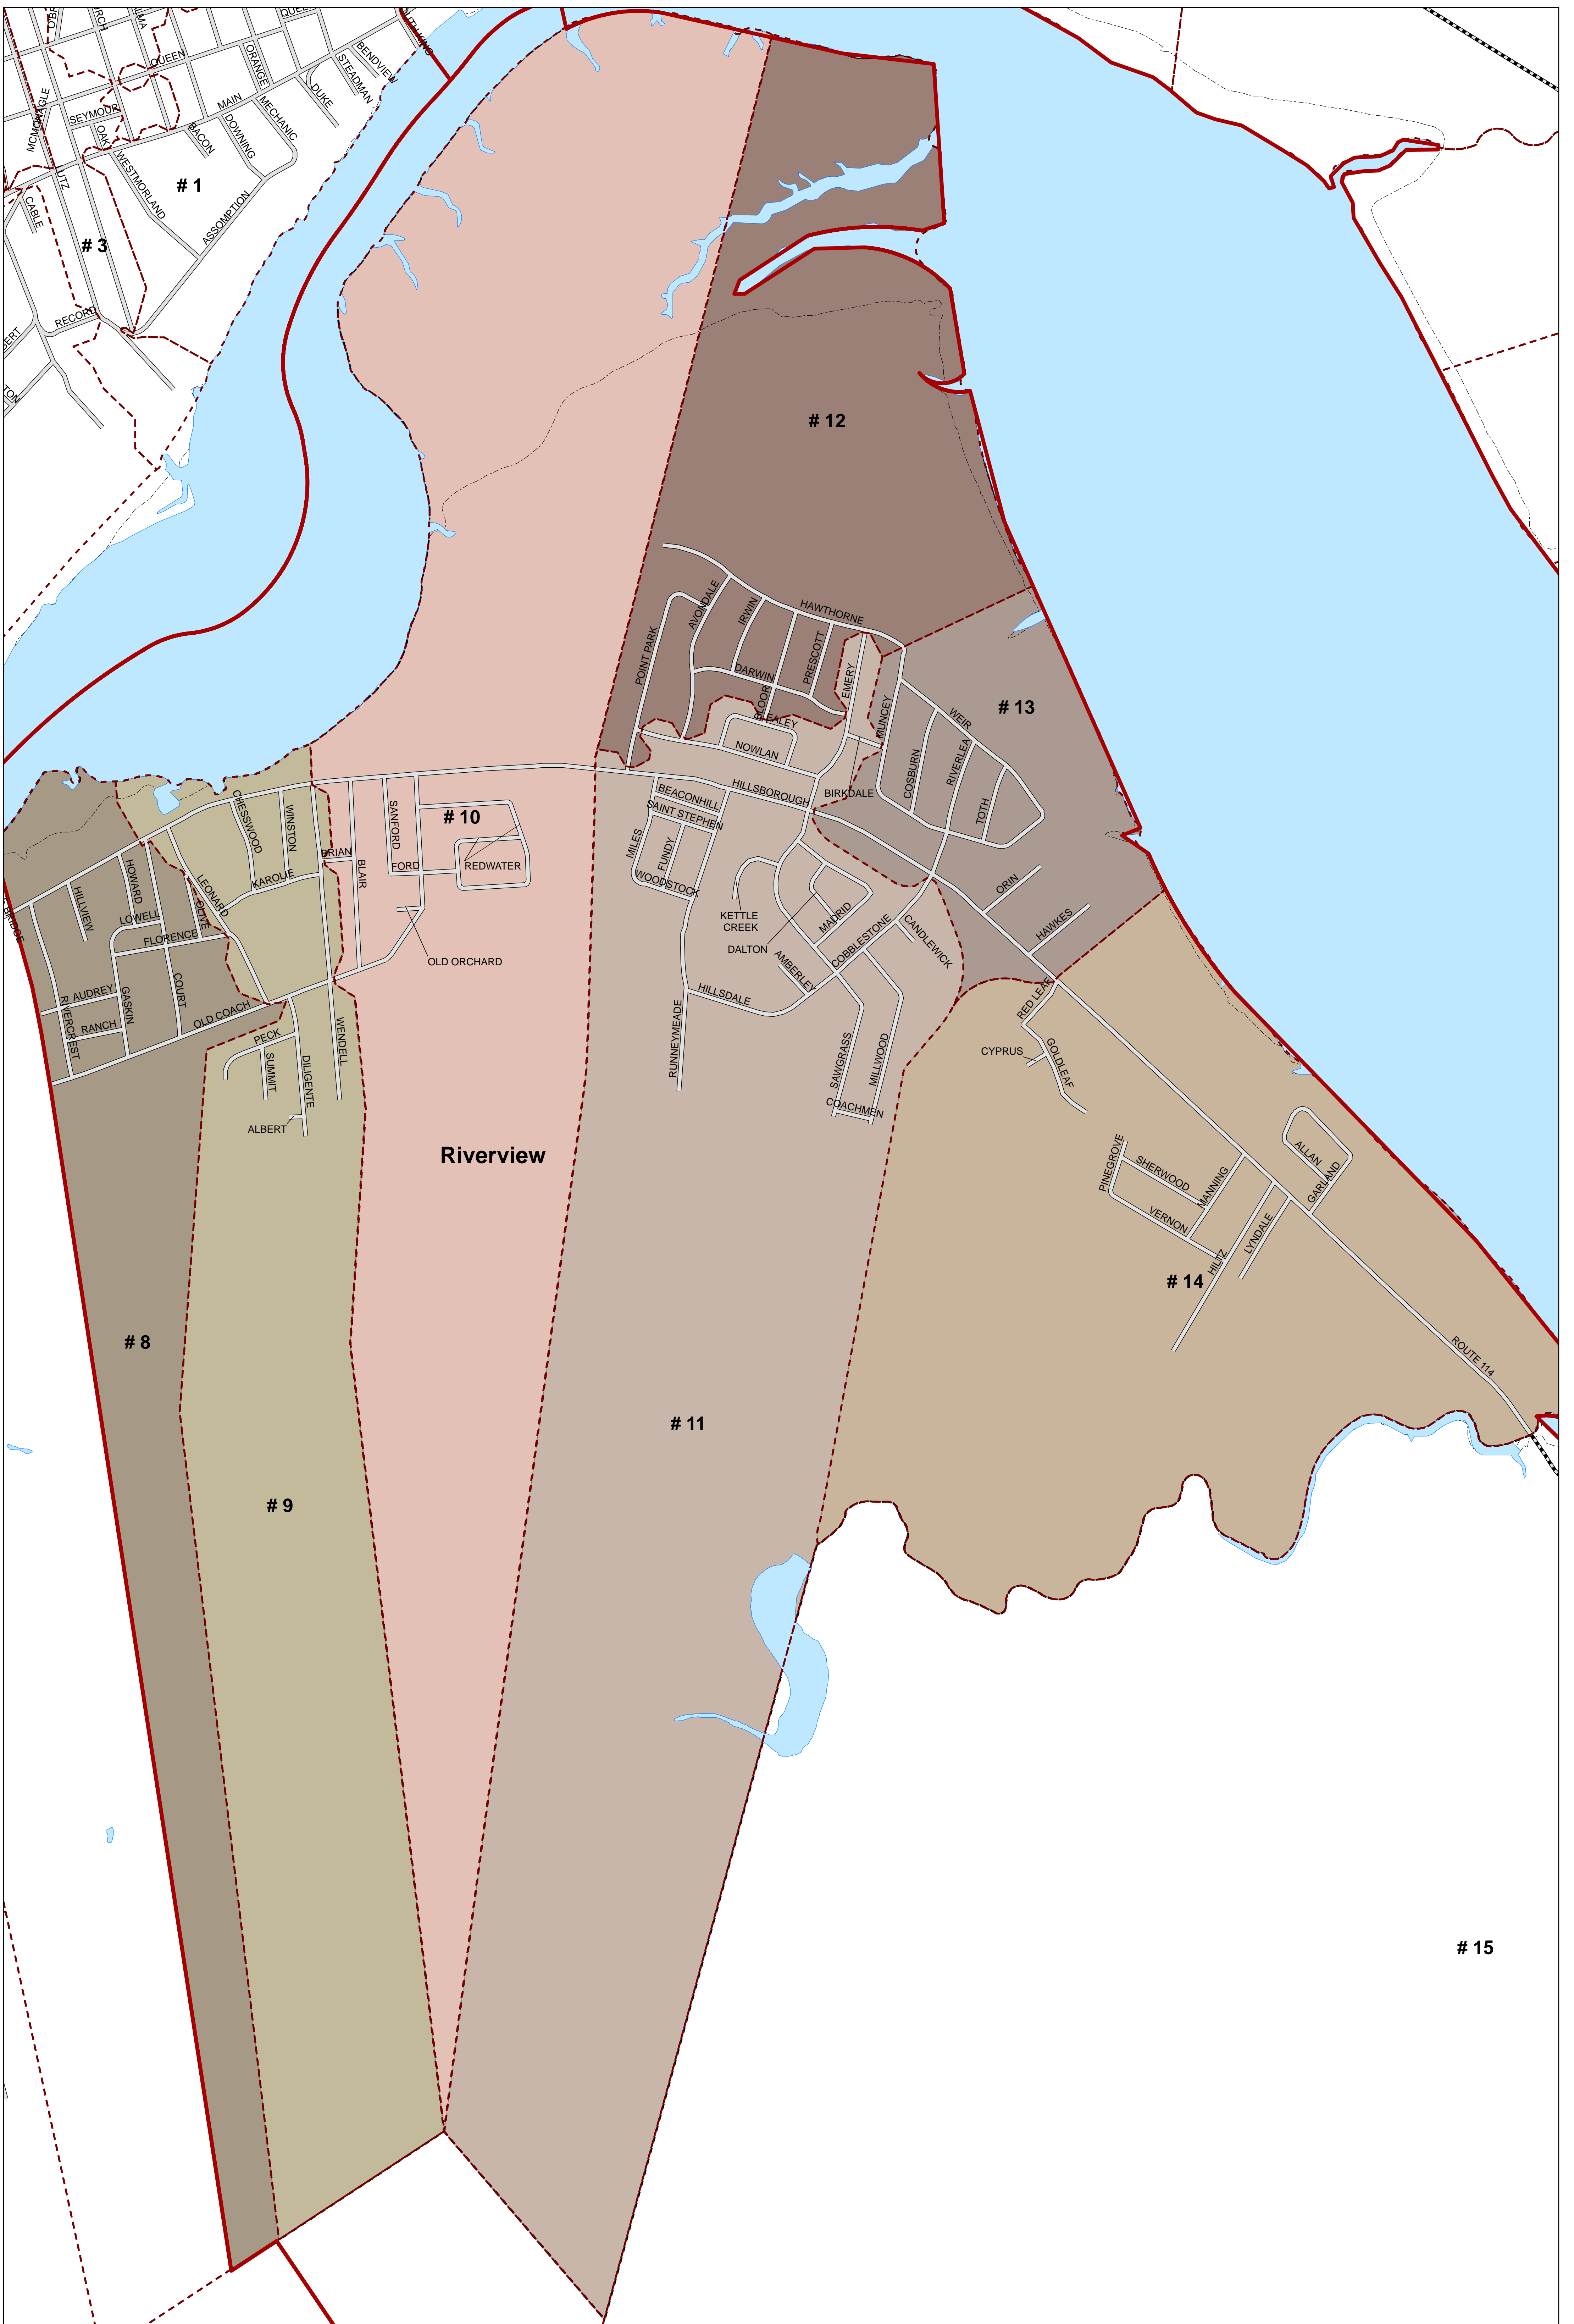 QUEEN
ORANGE
BENDVIEW
STEADMAN
DUKE
MCMONAGLE
SEYMOUR
MAIN
MECHANIC
OAK
BACON
DOWNING
WESTMORLAND
# 1
ASSOMPTION
UTZ
CABLE
# 3
RECORD
# 12
AVONDALE
IRWIN
HAWTHORNE
POINT PARK
PRESCOTT
DARWIN
EMERY
BLOOR
BLEALEY
MUNCEY
# 13
WEIR
NOWLAN
COSBURN
RIVERLEA
TOTH
BIRKDALE
HILLSBOROUGH
BEACONHILL
SAINT STEPHEN
MILES
FUNDY
WOODSTOCK
CHESSWOOD
WINSTON
SANFORD
# 10
BRIAN
BLAIR
FORD
REDWATER
HOWARD
HILLVIEW
LEONARD
KAROLIE
OLIVE
LOWELL
FLORENCE
OLD ORCHARD
KETTLE
CREEK
DALTON
MADRID
COBBLESTONE
CANDLEWICK
AMBERLEY
HILLSDALE
ORIN
HAWKES
COURT
AUDREY
GASKIN
RANCH
RIVERCREST
OLD COACH
PECK
SUMMIT
DILIGENTE
WENDELL
ALBERT
RUNNEYMEADE
SAWGRASS
MILLWOOD
COACHMEN
RED LEAF
CYPRUS
GOLDLEAF
PINEGROVE
SHERWOOD
MANNING
VERNON
ALLAN
GARLAND
LYNDALE
HILTZ
Riverview
# 14
ROUTE 114
# 8
# 11
# 9
# 15